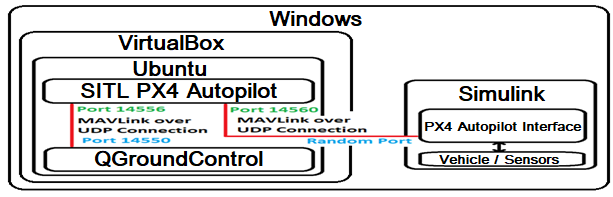 Windows
VirtualBox
Ubuntu
SITL PX4 Autopilot
Port 14556
MAVLink over
UDP Connection
Port 14550
Port 14560
MAVLink over
UDP Connection
Random Port
QGroundControl
Simulink
PX4 Autopilot Interface
Vehicle / Sensors